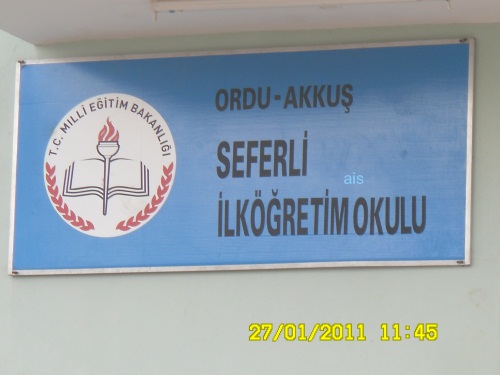 T.C. MİLLİ EĞİTİM BAKANLIĞI
ORDU - AKKUŞ
SEFERLİ
ais
İLKÖĞRETİM OKULU
27/01/2011 11:45